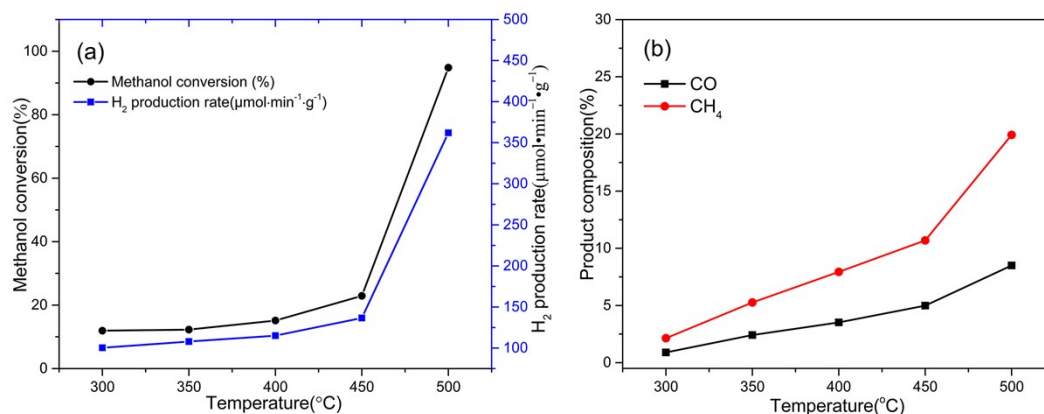 (a)
Methanol conversion (%)
H₂ production rate(μmol·min⁻¹·g⁻¹)
Methanol conversion(%)
100
80
60
40
20
0
300
350
400
450
500
Temperature(°C)
500
450
400
350
300
250
200
150
100
H₂ production rate(μmol•min⁻¹•g⁻¹)
(b)
CO
CH₄
Product composition(%)
30
25
20
15
10
5
0
300
350
400
450
500
Temperature(°C)